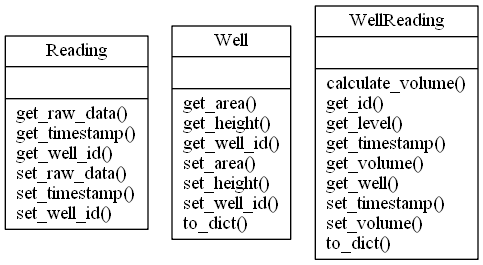 Reading
get_raw_data()
get_timestamp()
get_well_id()
set_raw_data()
set_timestamp()
set_well_id()
Well
get_area()
get_height()
get_well_id()
set_area()
set_height()
set_well_id()
to_dict()
WellReading
calculate_volume()
get_id()
get_level()
get_timestamp()
get_volume()
get_well()
set_timestamp()
set_volume()
to_dict()